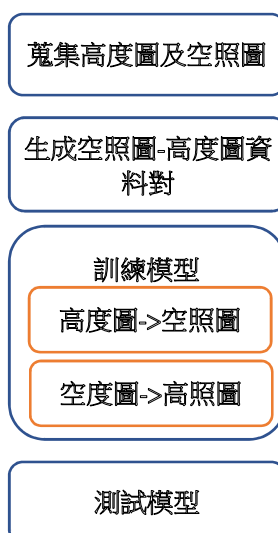 蒐集高度圖及空照圖
生成空照圖-高度圖資
料對
訓練模型
高度圖->空照圖
空度圖->高照圖
測試模型